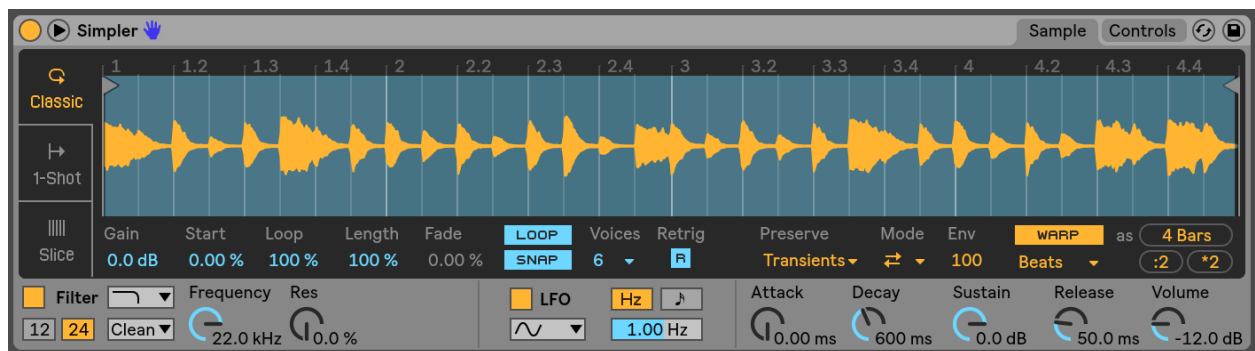 Simpler Sample Controls
1 1.2 1.3 1.4 2 2.2 2.3 2.4 3 3.2 3.3 3.4 4 4.2 4.3 4.4
Classic
1-Shot
Slice
Gain Start Loop Length Fade LOOP Voices Retrig Preserve Mode Env WARP as 4 Bars
0.0 dB 0.00 % 100 % 100 % 0.00 % SNAP 6 R Transients 100 Beats :2 *2
Filter Frequency Res LFO Hz Attack Decay Sustain Release Volume
12 24 Clean 22.0 kHz 0.0 % 1.00 Hz 0.00 ms 600 ms 0.0 dB 50.0 ms -12.0 dB